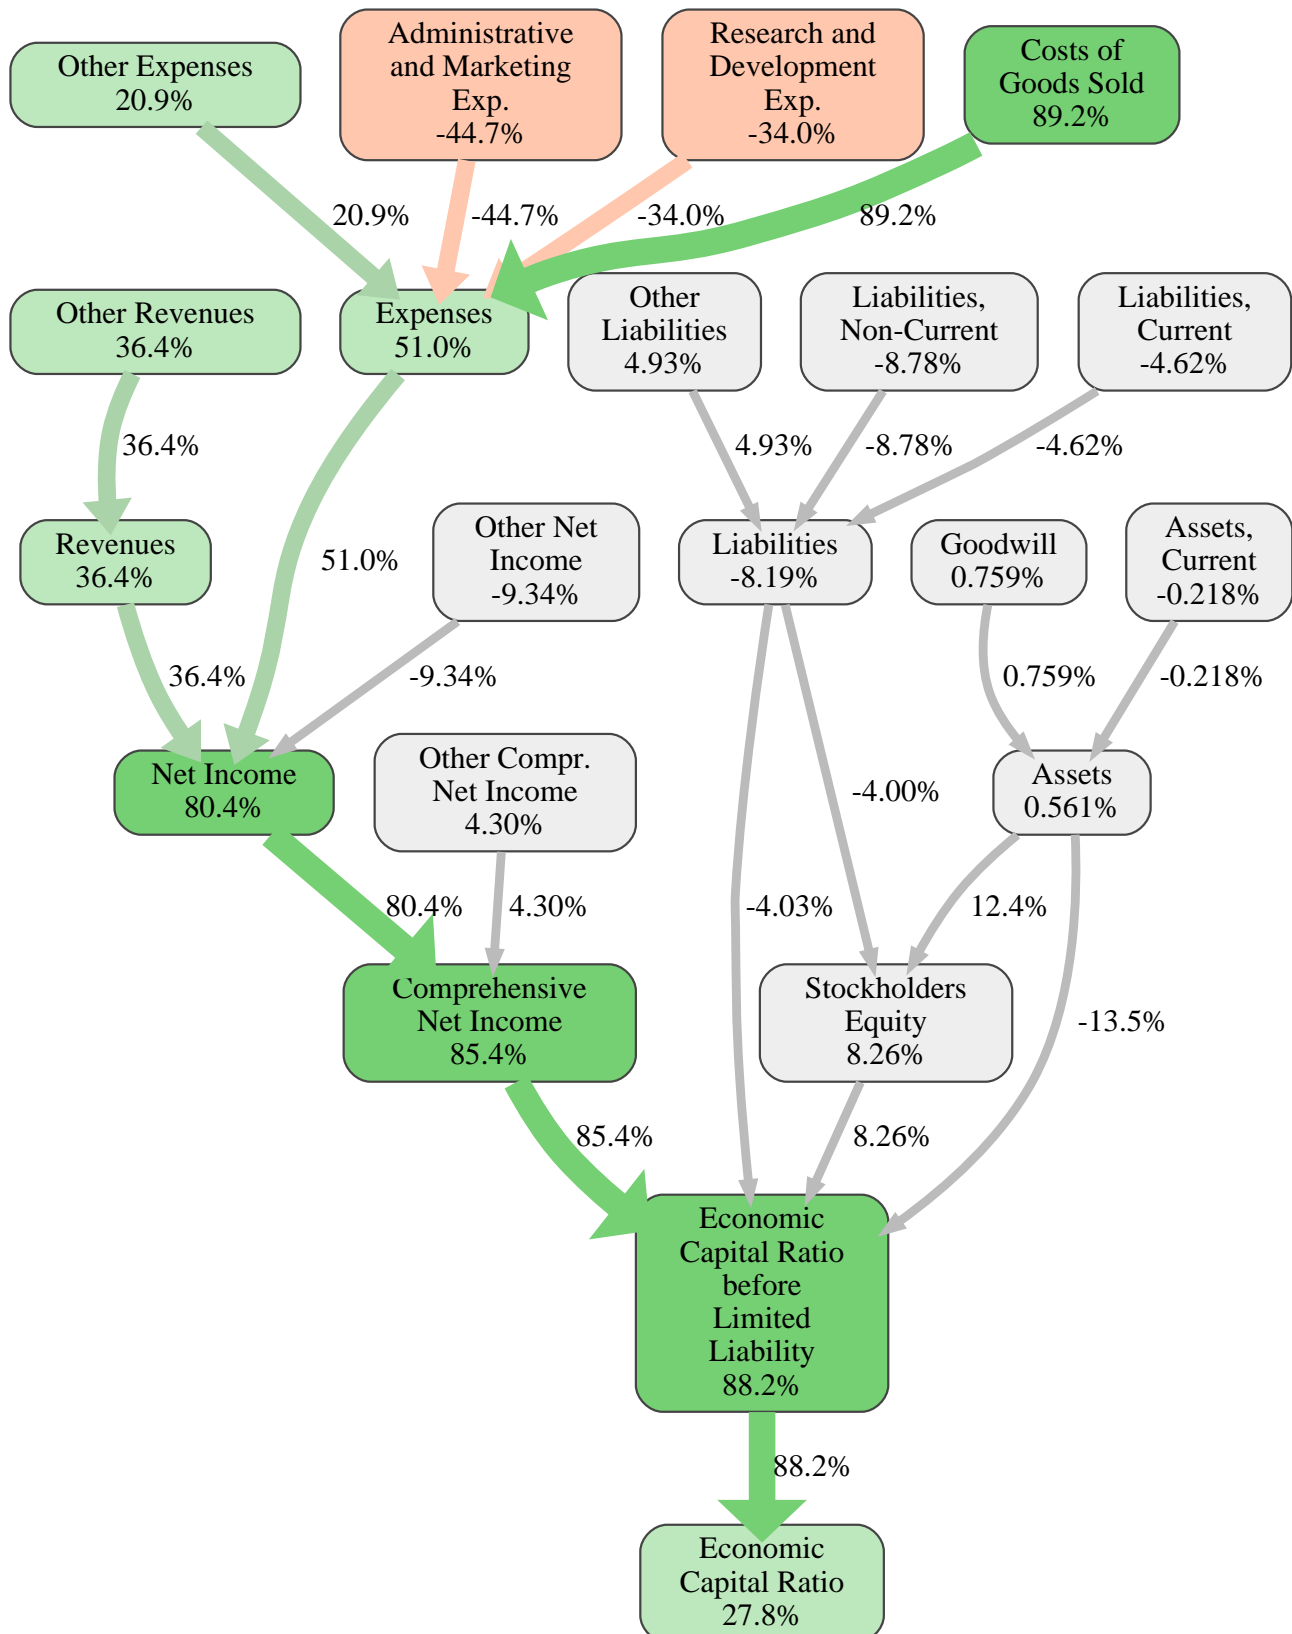 Other Expenses
20.9%
Administrative
and Marketing
Exp.
-44.7%
Research and
Development
Exp.
-34.0%
Costs of
Goods Sold
89.2%
20.9%
-44.7%
-34.0%
89.2%
Other Revenues
36.4%
Expenses
51.0%
Other
Liabilities
4.93%
Liabilities,
Non-Current
-8.78%
Liabilities,
Current
-4.62%
36.4%
4.93%
-8.78%
-4.62%
Revenues
36.4%
51.0%
Other Net
Income
-9.34%
Liabilities
-8.19%
Goodwill
0.759%
Assets,
Current
-0.218%
36.4%
-9.34%
0.759%
-0.218%
Net Income
80.4%
Other Compr.
Net Income
4.30%
-4.00%
Assets
0.561%
80.4%
4.30%
-4.03%
12.4%
Comprehensive
Net Income
85.4%
Stockholders
Equity
8.26%
-13.5%
85.4%
8.26%
Economic
Capital Ratio
before
Limited
Liability
88.2%
88.2%
Economic
Capital Ratio
27.8%